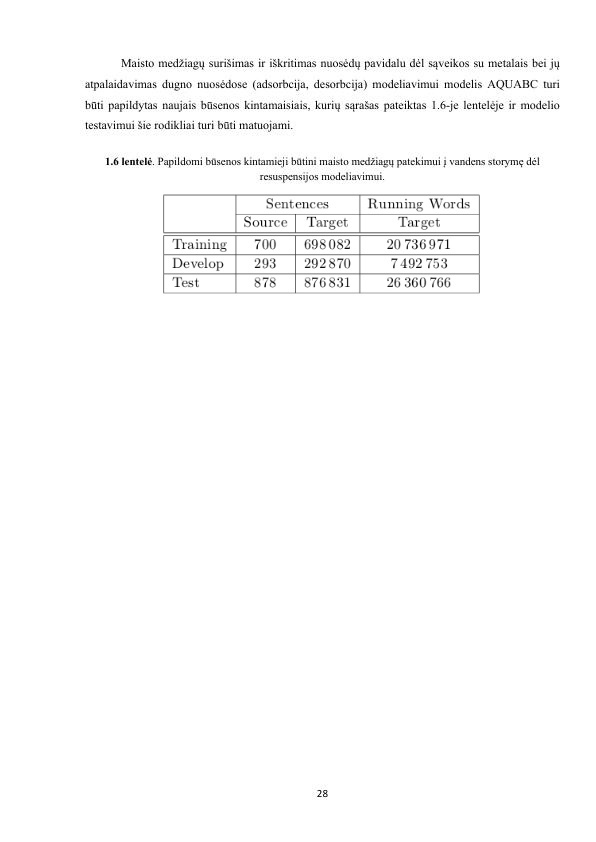 Maisto medžiagų surišimas ir iškritimas nuosėdų pavidalu dėl sąveikos su metalais bei jų
atpalaidavimas dugno nuosėdose (adsorbcija, desorbcija) modeliavimui modelis AQUABC turi
būti papildytas naujais būsenos kintamaisiais, kurių sąrašas pateiktas 1.6-je lentelėje ir modelio
testavimui šie rodikliai turi būti matuojami.
1.6 lentelė. Papildomi būsenos kintamieji būtini maisto medžiagų patekimui į vandens storymę dėl
resuspensijos modeliavimui.
Sentences Running Words
Source Target Target
Training 700 698 082 20 736 971
Develop 293 292 870 7 492 753
Test 878 876 831 26 360 766
28